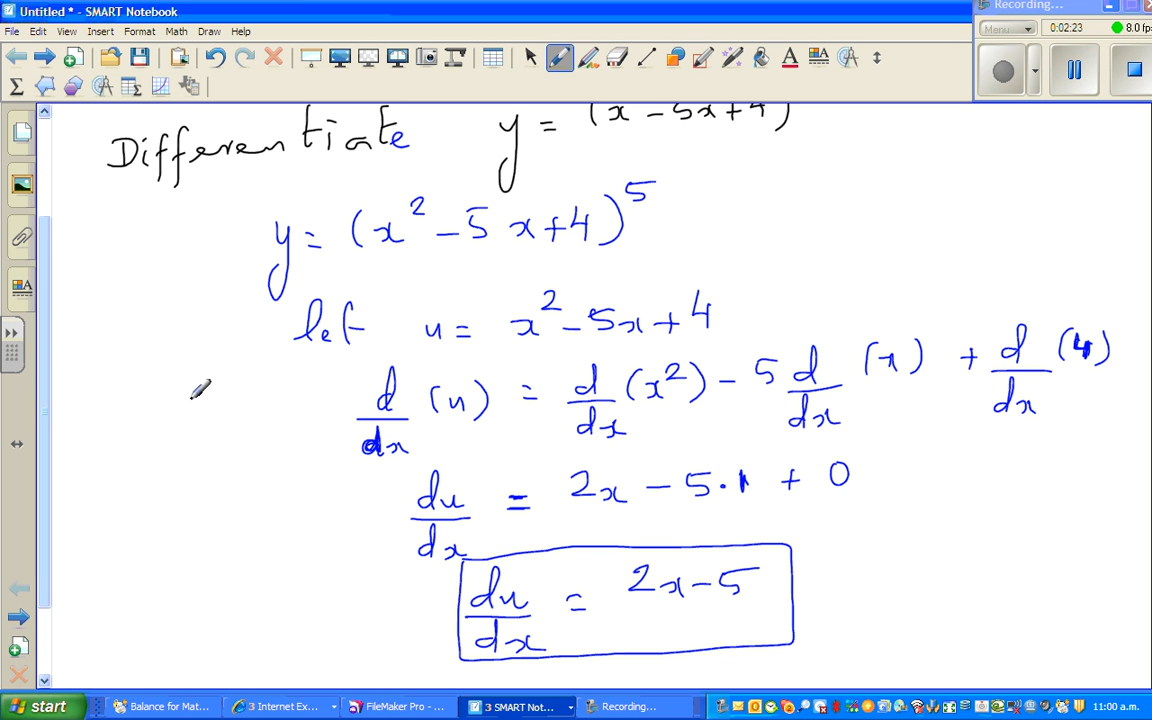 Untitled * - SMART Notebook
Recording...
File Edit View Insert Format Math Draw Help
Menu 0:02:23 8.0 fp
Differentiate y = (x - 5x+4)
y = (x² - 5x+4)⁵
let u = x² - 5x + 4
d/dx (u) = d/dx (x²) - 5 d/dx (x) + d/dx (4)
du/dx = 2x - 5·1 + 0
du/dx = 2x - 5
start Balance for Mat... 3 Internet Ex... FileMaker Pro - ... 3 SMART Not... Recording... 11:00 a.m.